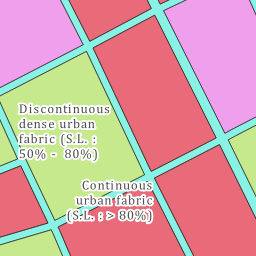 Discontinuous
dense urban
fabric (S.L. :
50% -  80%)
Continuous
urban fabric
(S.L. : > 80%)